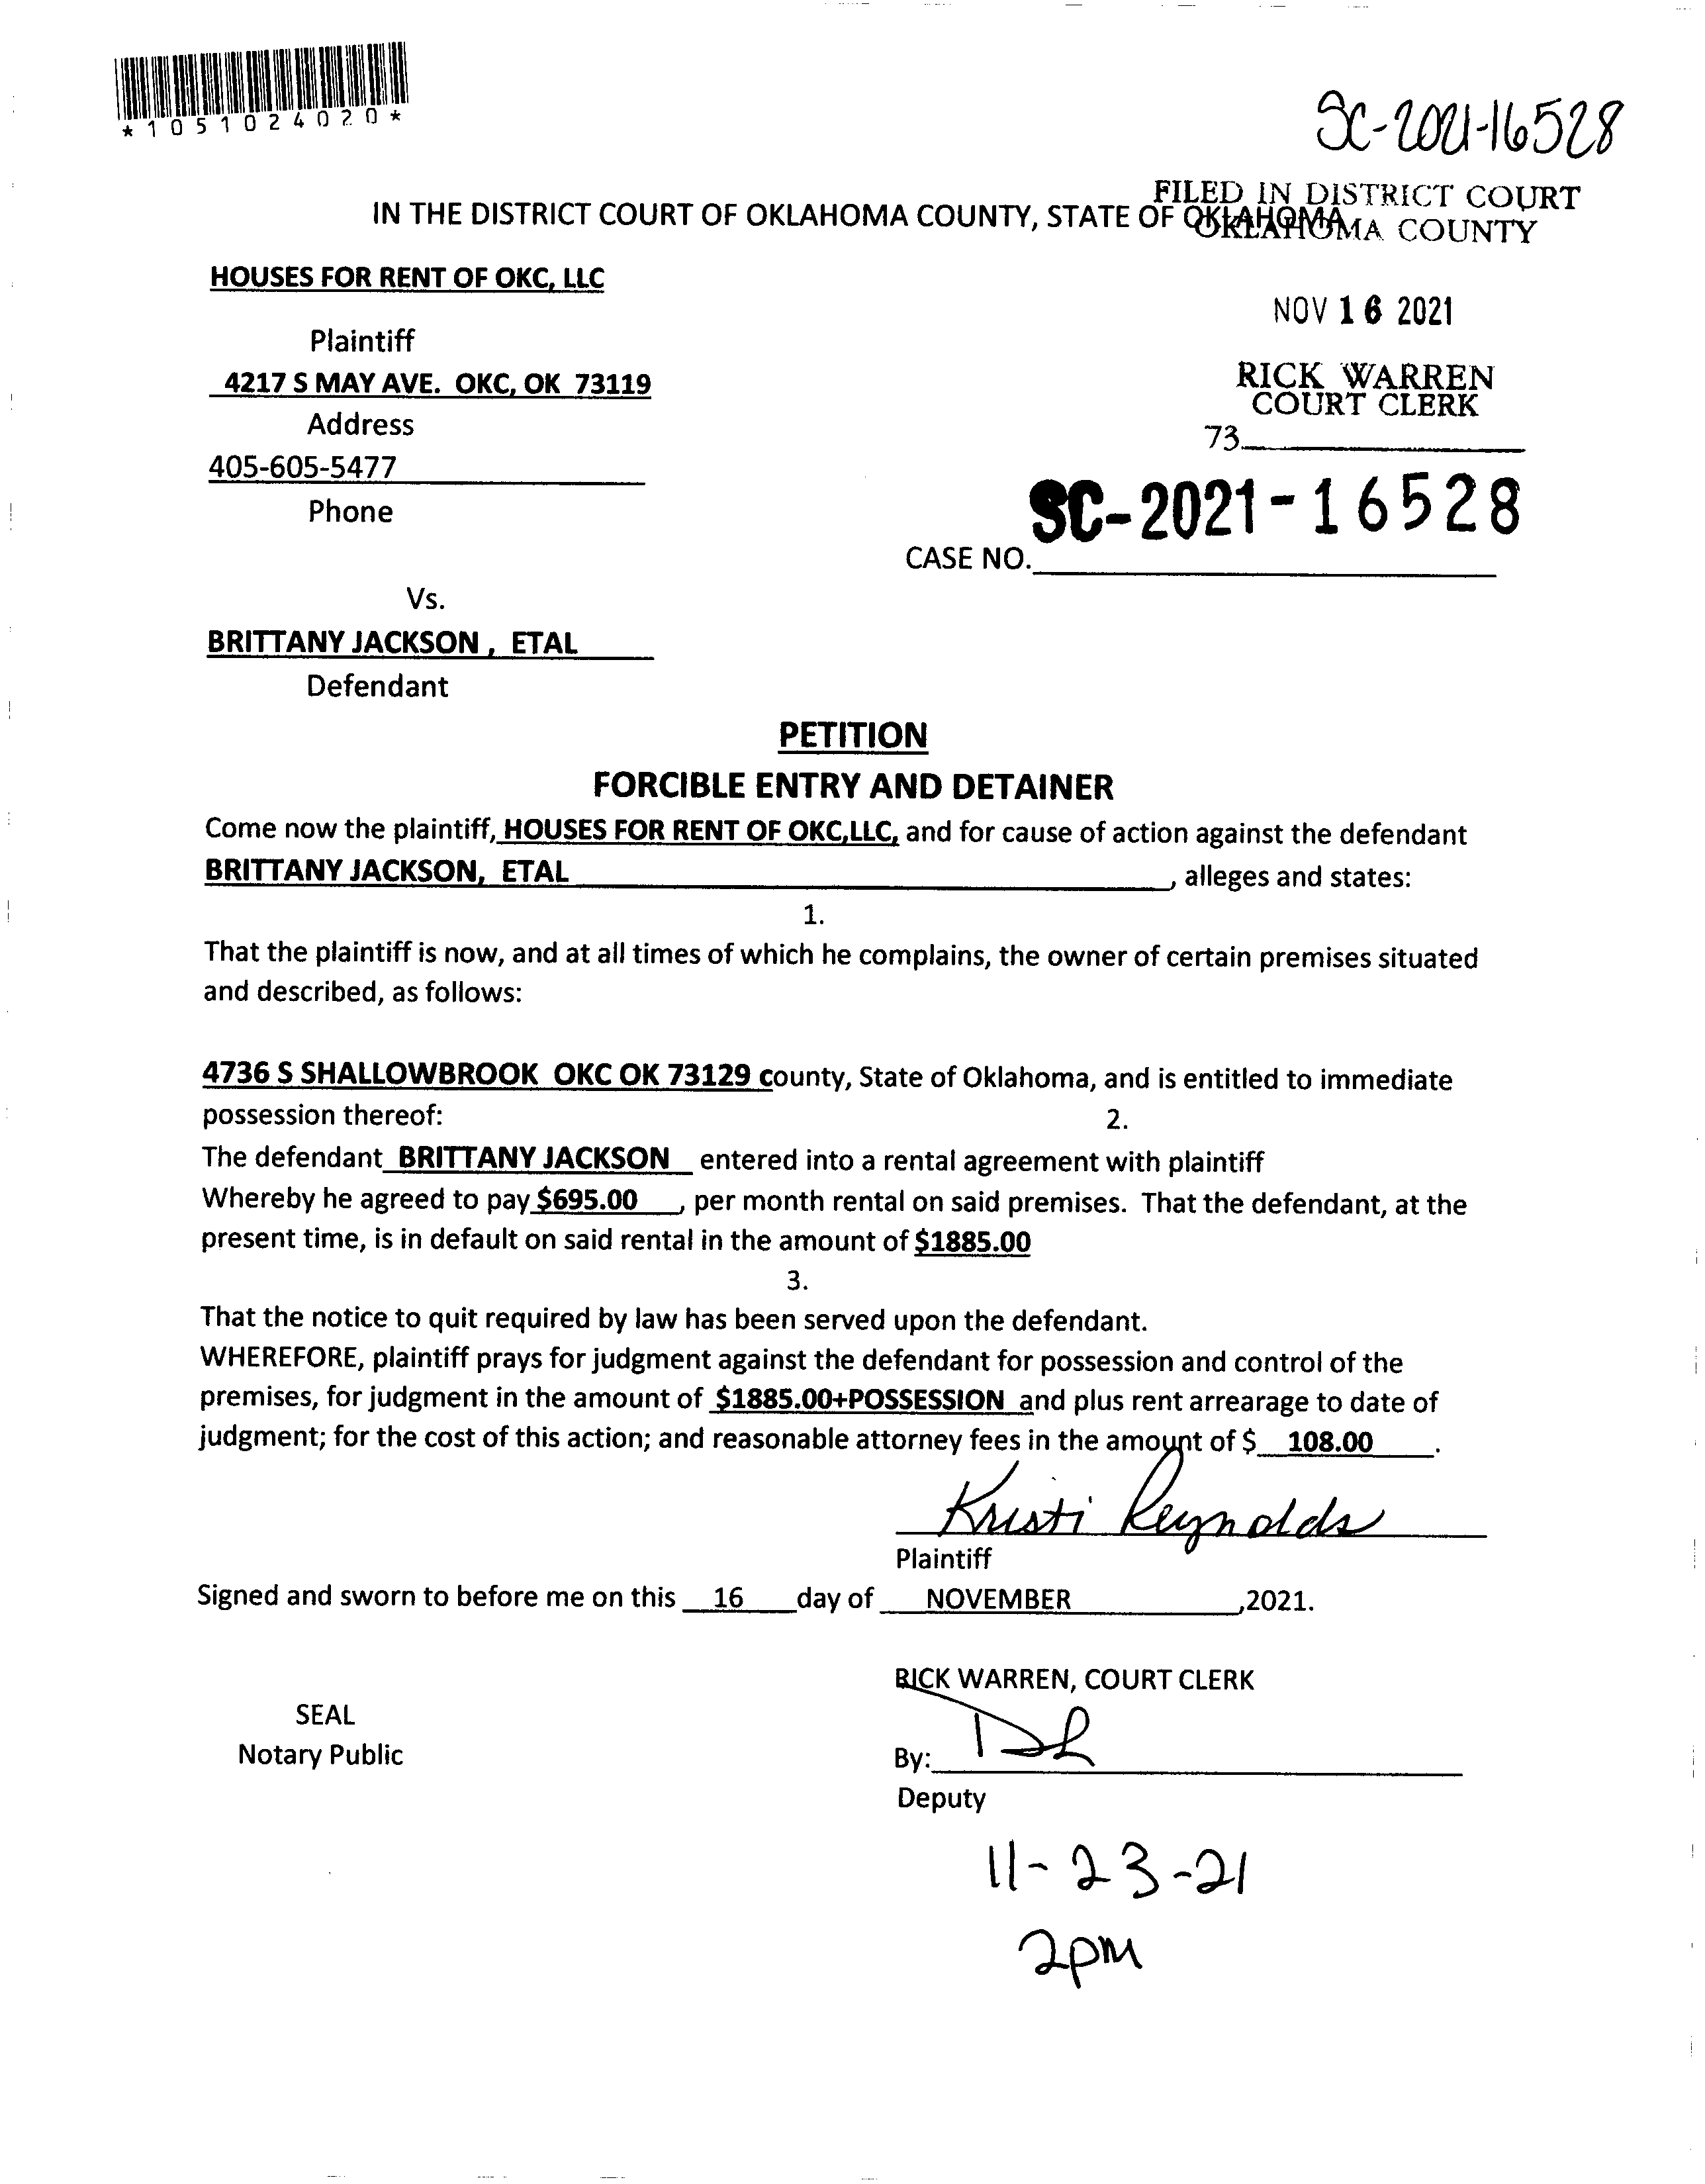 *1051024020*
SC-2021-16528
FILED IN DISTRICT COURT
OKLAHOMA COUNTY
IN THE DISTRICT COURT OF OKLAHOMA COUNTY, STATE OF OKLAHOMA
HOUSES FOR RENT OF OKC, LLC
NOV 16 2021
Plaintiff
RICK WARREN
COURT CLERK
4217 S MAY AVE. OKC, OK 73119
Address
73
405-605-5477
Phone
SC-2021-16528
CASE NO.
Vs.
BRITTANY JACKSON , ETAL
Defendant
PETITION
FORCIBLE ENTRY AND DETAINER
Come now the plaintiff, HOUSES FOR RENT OF OKC,LLC, and for cause of action against the defendant
BRITTANY JACKSON, ETAL , alleges and states:
1.
That the plaintiff is now, and at all times of which he complains, the owner of certain premises situated
and described, as follows:
4736 S SHALLOWBROOK OKC OK 73129 county, State of Oklahoma, and is entitled to immediate
possession thereof: 2.
The defendant BRITTANY JACKSON entered into a rental agreement with plaintiff
Whereby he agreed to pay $695.00 , per month rental on said premises. That the defendant, at the
present time, is in default on said rental in the amount of $1885.00
3.
That the notice to quit required by law has been served upon the defendant.
WHEREFORE, plaintiff prays for judgment against the defendant for possession and control of the
premises, for judgment in the amount of $1885.00+POSSESSION and plus rent arrearage to date of
judgment; for the cost of this action; and reasonable attorney fees in the amount of $ 108.00 .
Kristi Reynolds
Plaintiff
Signed and sworn to before me on this 16 day of NOVEMBER ,2021.
RICK WARREN, COURT CLERK
SEAL
Notary Public
By:
Deputy
11-23-21
2pm